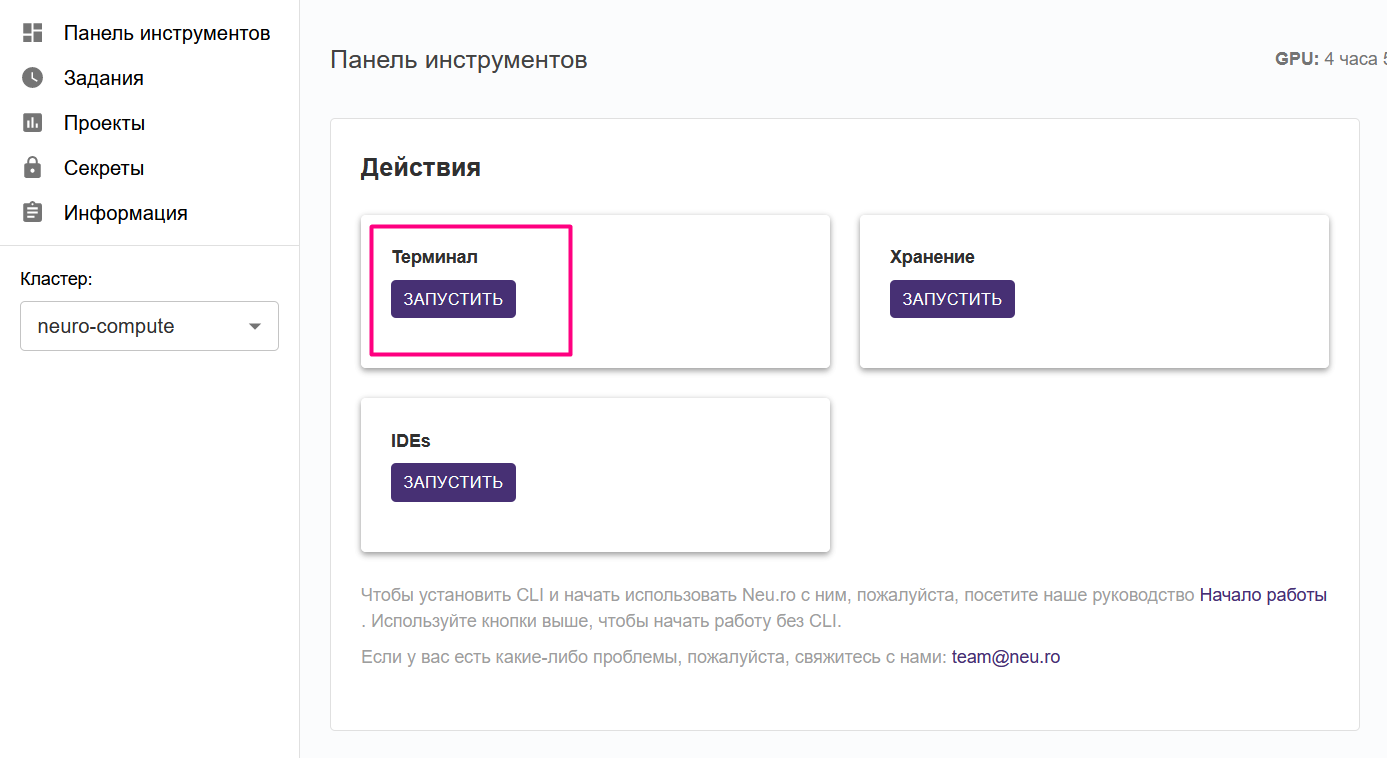 Панель инструментов
Задания
Проекты
Секреты
Информация
Кластер:
neuro-compute
Панель инструментов
GPU: 4 часа 5
Действия
Терминал
ЗАПУСТИТЬ
Хранение
ЗАПУСТИТЬ
IDEs
ЗАПУСТИТЬ
Чтобы установить CLI и начать использовать Neu.ro с ним, пожалуйста, посетите наше руководство Начало работы
. Используйте кнопки выше, чтобы начать работу без CLI.
Если у вас есть какие-либо проблемы, пожалуйста, свяжитесь с нами: team@neu.ro